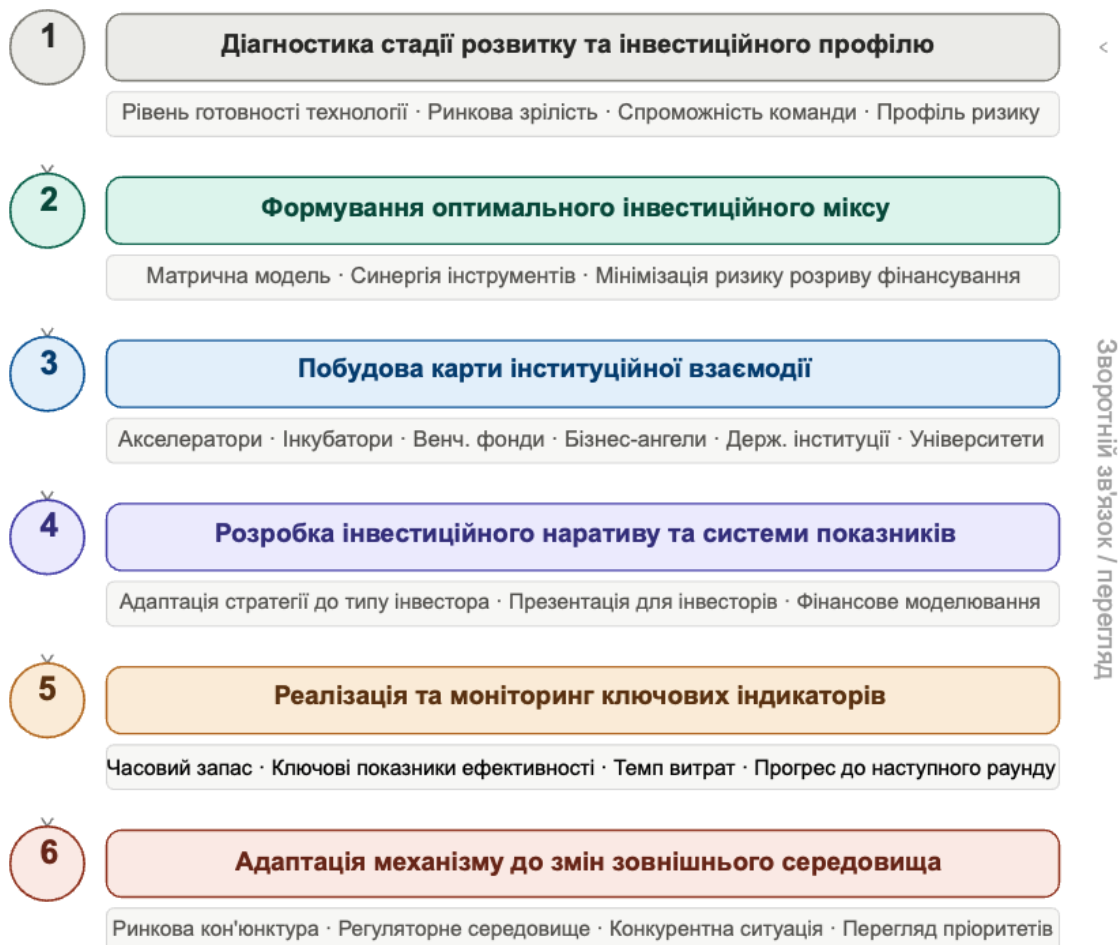 1
Діагностика стадії розвитку та інвестиційного профілю
Рівень готовності технології · Ринкова зрілість · Спроможність команди · Профіль ризику
2
Формування оптимального інвестиційного міксу
Матрична модель · Синергія інструментів · Мінімізація ризику розриву фінансування
3
Побудова карти інституційної взаємодії
Акселератори · Інкубатори · Венч. фонди · Бізнес-ангели · Держ. інституції · Університети
4
Розробка інвестиційного наративу та системи показників
Адаптація стратегії до типу інвестора · Презентація для інвесторів · Фінансове моделювання
5
Реалізація та моніторинг ключових індикаторів
Часовий запас · Ключові показники ефективності · Темп витрат · Прогрес до наступного раунду
6
Адаптація механізму до змін зовнішнього середовища
Ринкова кон'юнктура · Регуляторне середовище · Конкурентна ситуація · Перегляд пріоритетів
Зворотній зв'язок / перегляд